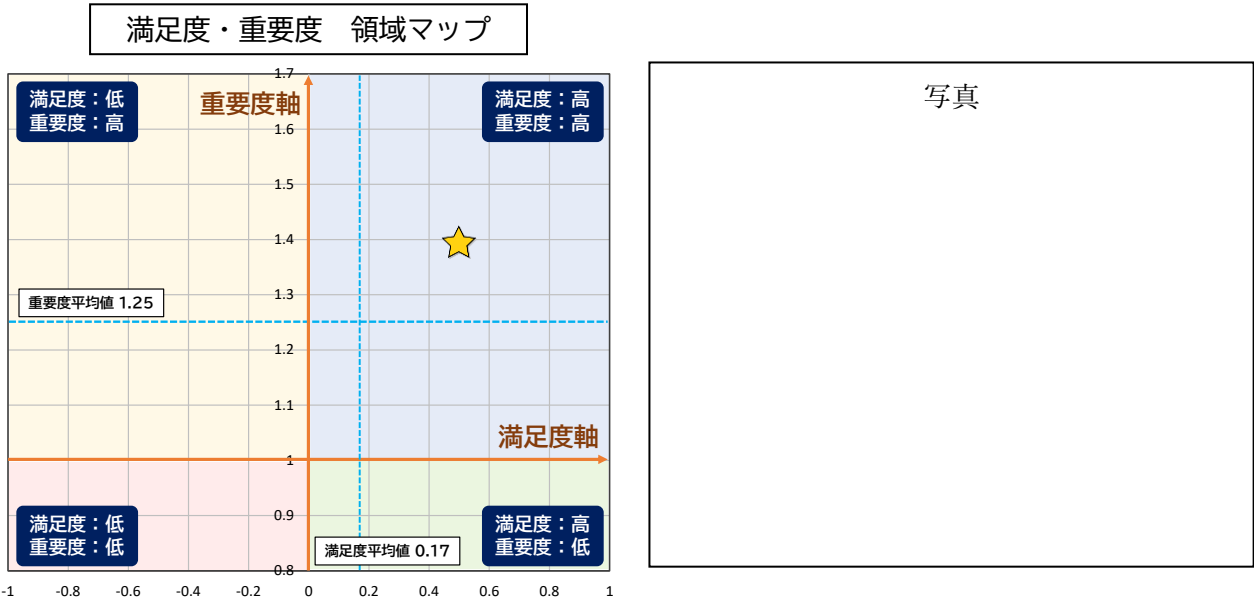 満足度・重要度　領域マップ
写真
1.7
満足度：低
重要度：高
重要度軸
満足度：高
重要度：高
1.6
1.5
1.4
1.3
重要度平均値 1.25
1.2
1.1
満足度軸
1
0.9
満足度：低
重要度：低
満足度平均値 0.17
満足度：高
重要度：低
0.8
-1 -0.8 -0.6 -0.4 -0.2 0 0.2 0.4 0.6 0.8 1